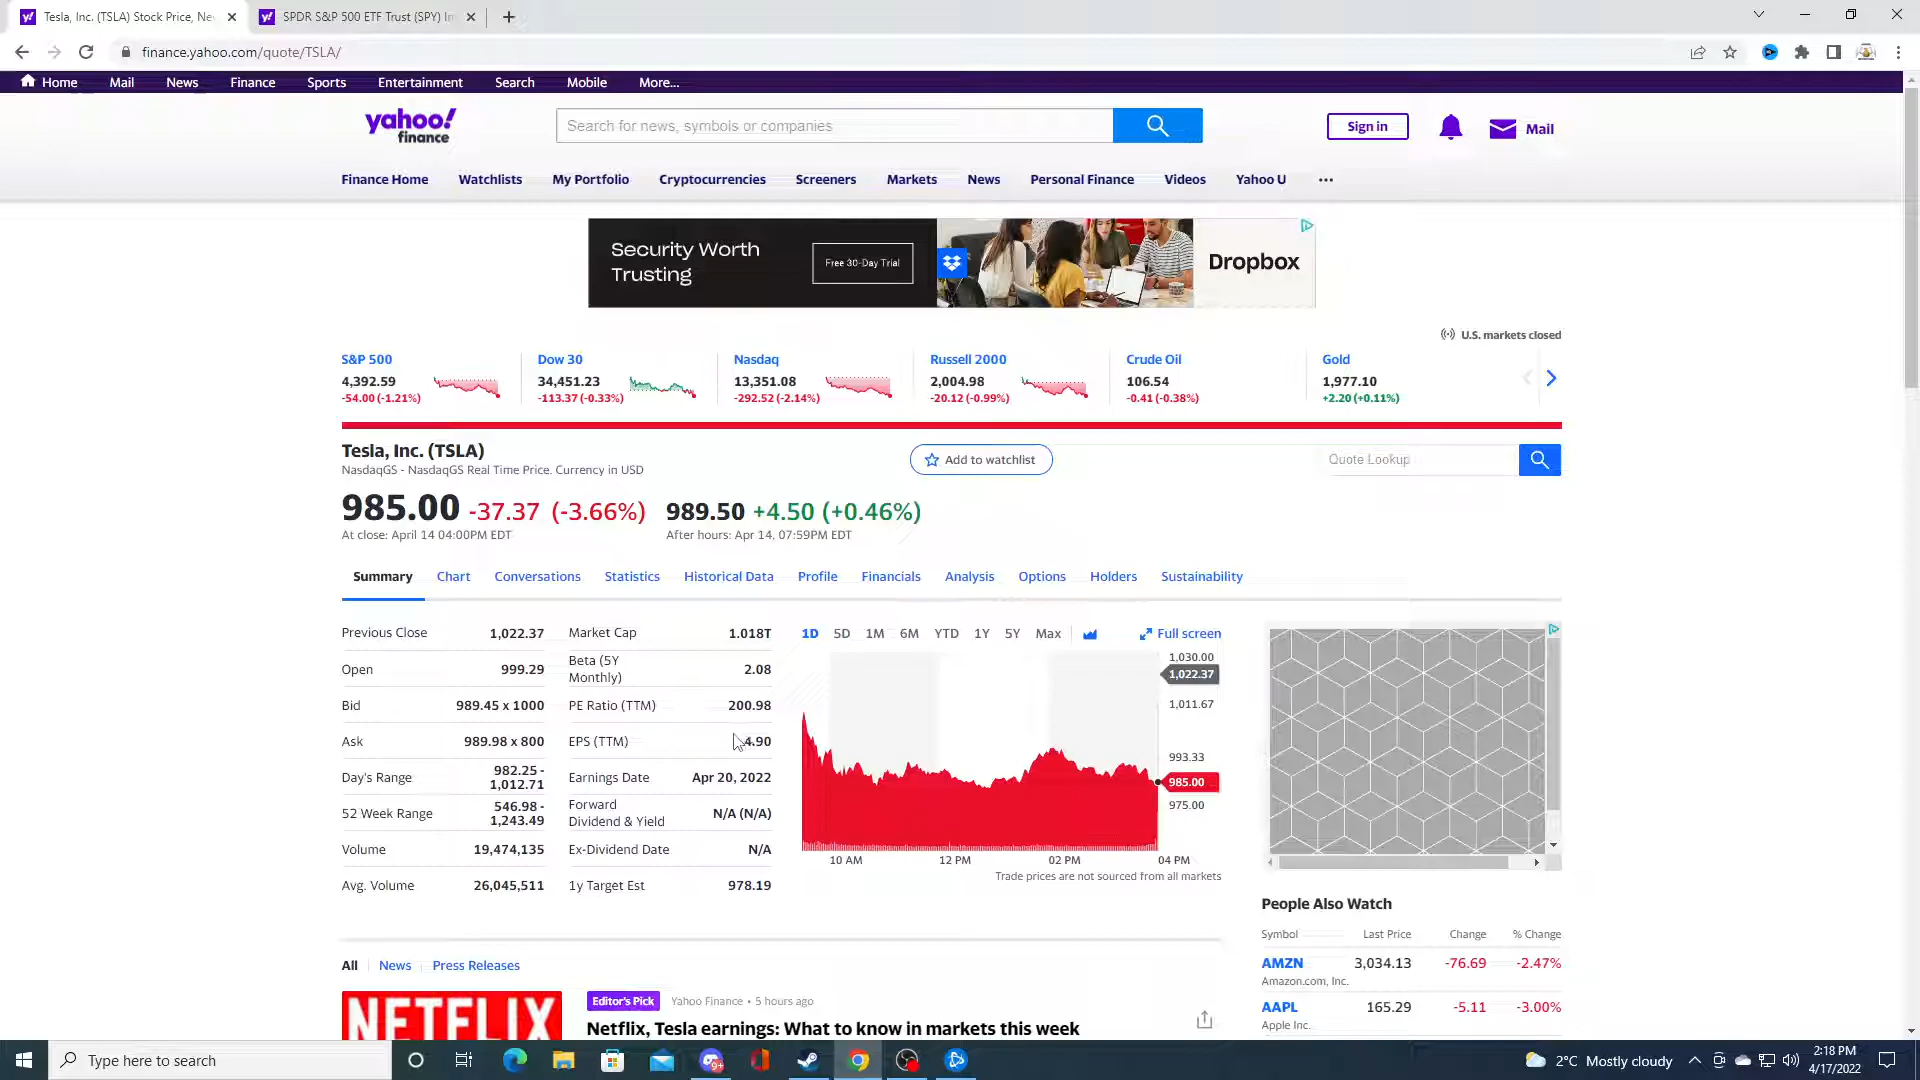 Tesla, Inc. (TSLA) Stock Price, Ne
SPDR S&P 500 ETF Trust (SPY) In
finance.yahoo.com/quote/TSLA/
Home Mail News Finance Sports Entertainment Search Mobile More...
yahoo!
finance
Search for news, symbols or companies
Sign in
Mail
Finance Home Watchlists My Portfolio Cryptocurrencies Screeners Markets News Personal Finance Videos Yahoo U ...
Security Worth
Trusting
Free 30-Day Trial
Dropbox
U.S. markets closed
S&P 500 Dow 30 Nasdaq Russell 2000 Crude Oil Gold
4,392.59 34,451.23 13,351.08 2,004.98 106.54 1,977.10
-54.00 (-1.21%) -113.37 (-0.33%) -292.52 (-2.14%) -20.12 (-0.99%) -0.41 (-0.38%) +2.20 (+0.11%)
Tesla, Inc. (TSLA)
NasdaqGS - NasdaqGS Real Time Price. Currency in USD
Add to watchlist
Quote Lookup
985.00 -37.37 (-3.66%) 989.50 +4.50 (+0.46%)
At close: April 14 04:00PM EDT After hours: Apr 14, 07:59PM EDT
Summary Chart Conversations Statistics Historical Data Profile Financials Analysis Options Holders Sustainability
Previous Close 1,022.37
Open 999.29
Bid 989.45 x 1000
Ask 989.98 x 800
Day's Range 982.25 -
1,012.71
52 Week Range 546.98 -
1,243.49
Volume 19,474,135
Avg. Volume 26,045,511
Market Cap 1.018T
Beta (5Y
Monthly) 2.08
PE Ratio (TTM) 200.98
EPS (TTM) 4.90
Earnings Date Apr 20, 2022
Forward
Dividend & Yield N/A (N/A)
Ex-Dividend Date N/A
1y Target Est 978.19
1D 5D 1M 6M YTD 1Y 5Y Max Full screen
1,030.00
1,022.37
1,011.67
993.33
985.00
975.00
10 AM 12 PM 02 PM 04 PM
Trade prices are not sourced from all markets
People Also Watch
Symbol Last Price Change % Change
AMZN 3,034.13 -76.69 -2.47%
Amazon.com, Inc.
AAPL 165.29 -5.11 -3.00%
Apple Inc.
All News Press Releases
NETFLIX
Editor's Pick Yahoo Finance • 5 hours ago
Netflix, Tesla earnings: What to know in markets this week
Type here to search
9+
2°C Mostly cloudy
2:18 PM
4/17/2022